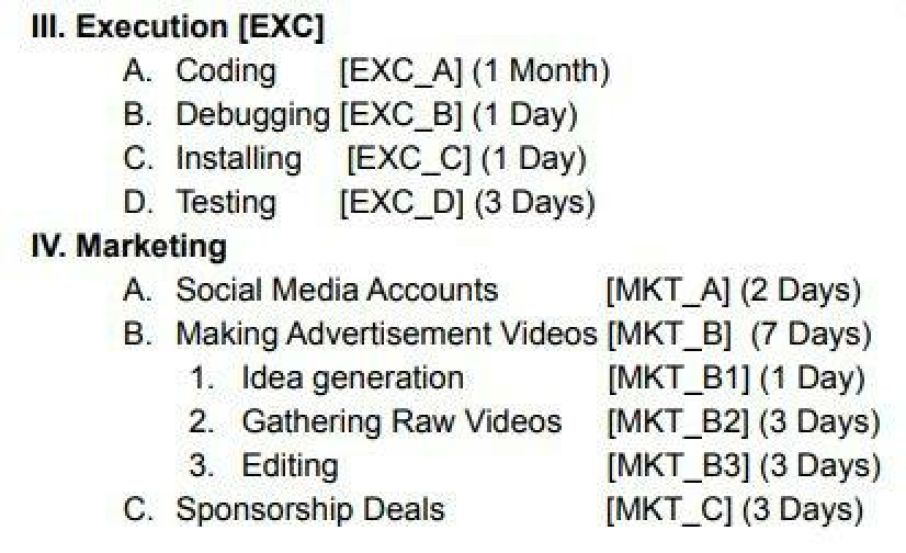 III. Execution [EXC]
A. Coding [EXC_A] (1 Month)
B. Debugging [EXC_B] (1 Day)
C. Installing [EXC_C] (1 Day)
D. Testing [EXC_D] (3 Days)
IV. Marketing
A. Social Media Accounts [MKT_A] (2 Days)
B. Making Advertisement Videos [MKT_B] (7 Days)
1. Idea generation [MKT_B1] (1 Day)
2. Gathering Raw Videos [MKT_B2] (3 Days)
3. Editing [MKT_B3] (3 Days)
C. Sponsorship Deals [MKT_C] (3 Days)